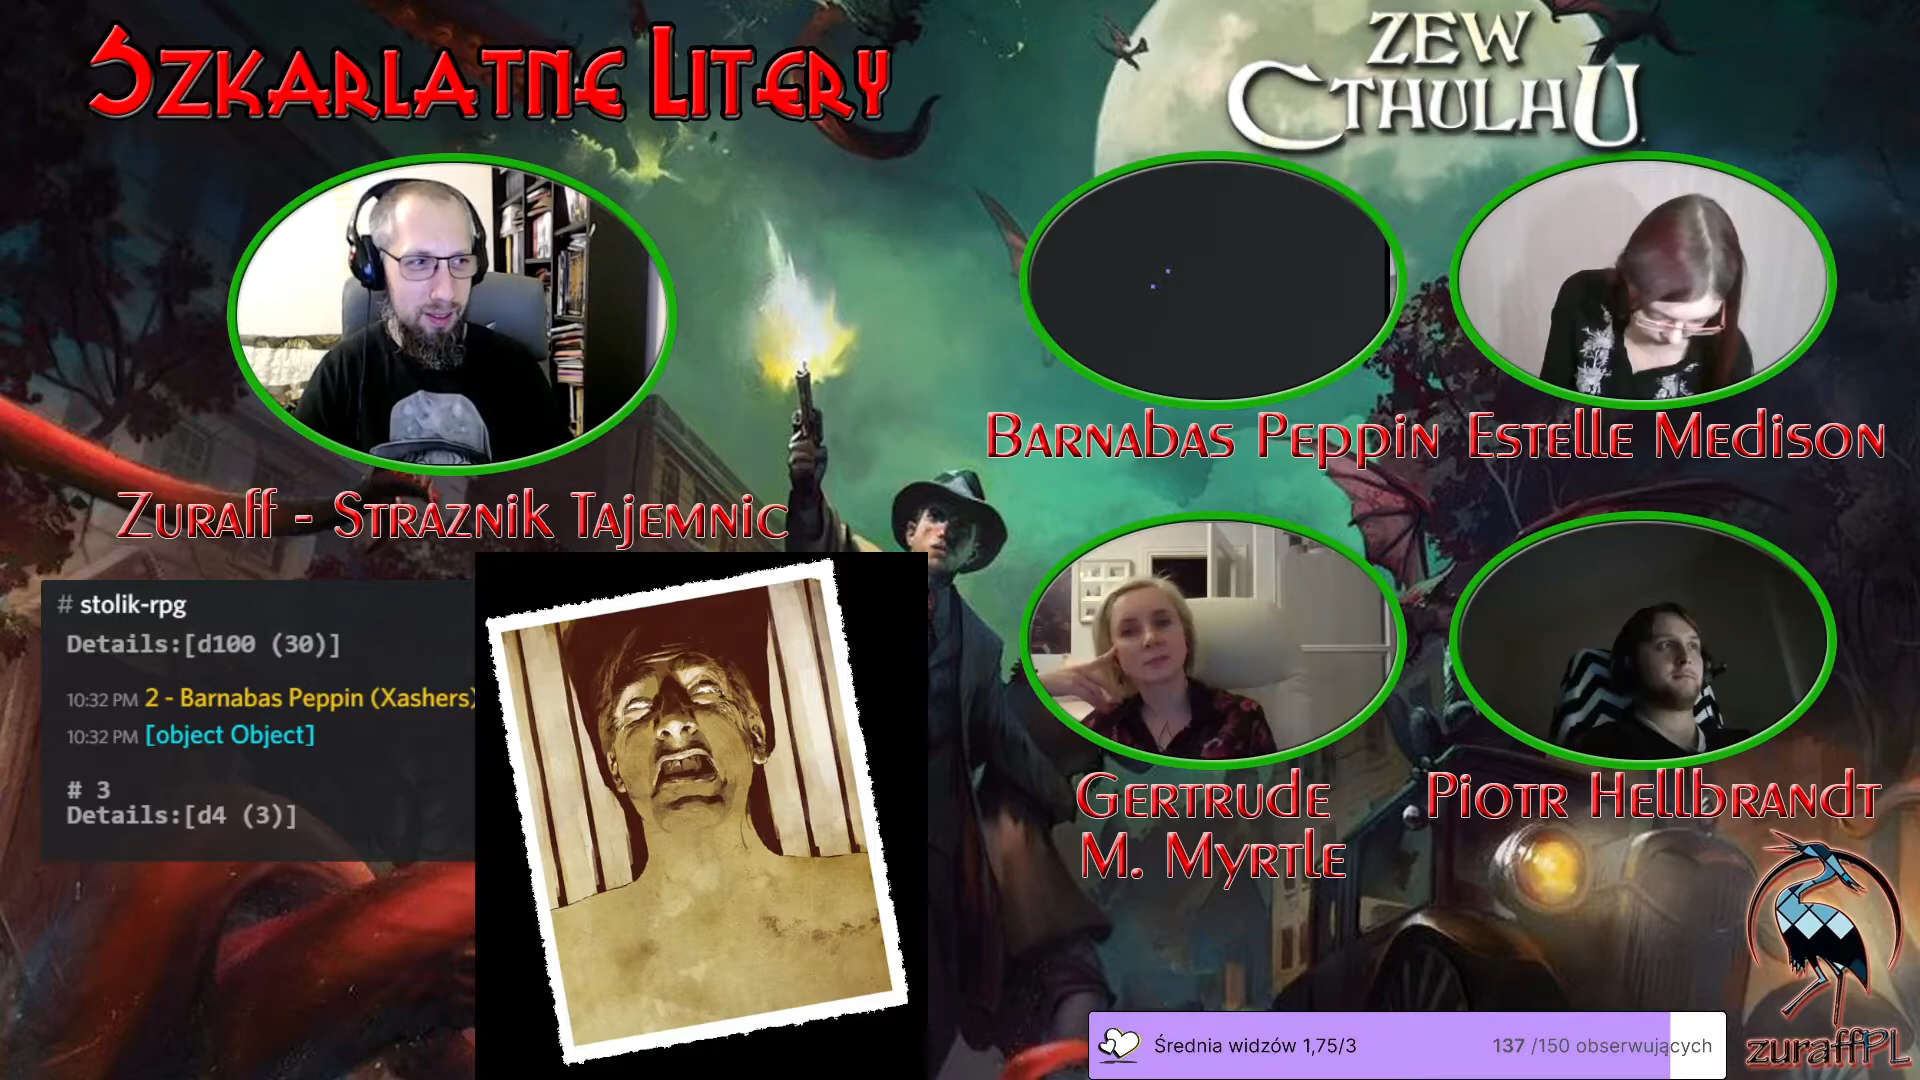 Szkarlatne Litery
ZEW
CTHULHU
Barnabas Peppin
Estelle Medison
Zuraff - Straznik Tajemnic
# stolik-rpg
Details:[d100 (30)]
10:32 PM 2 - Barnabas Peppin (Xashers)
10:32 PM [object Object]
# 3
Details:[d4 (3)]
Gertrude
M. Myrtle
Piotr Hellbrandt
Średnia widzów 1,75/3
137 /150 obserwujących
zuraffPL